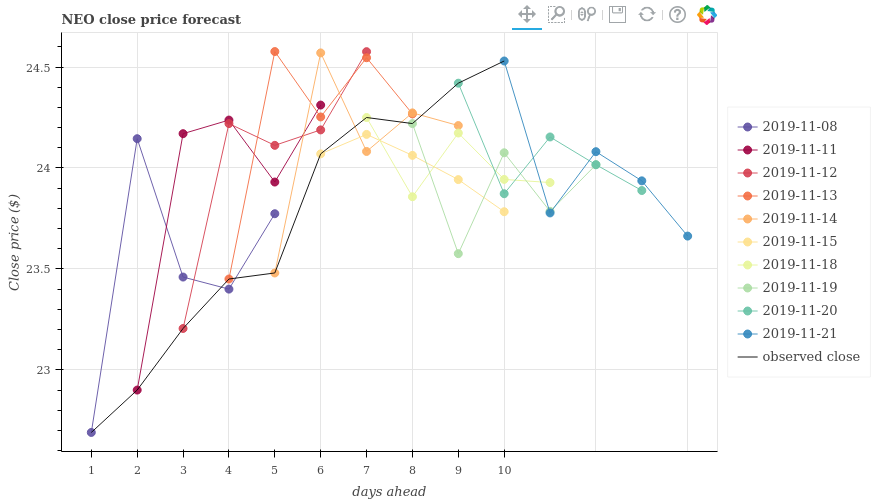 NEO close price forecast
24.5
24
23.5
23
Close price ($)
1 2 3 4 5 6 7 8 9 10
days ahead
2019-11-08
2019-11-11
2019-11-12
2019-11-13
2019-11-14
2019-11-15
2019-11-18
2019-11-19
2019-11-20
2019-11-21
observed close